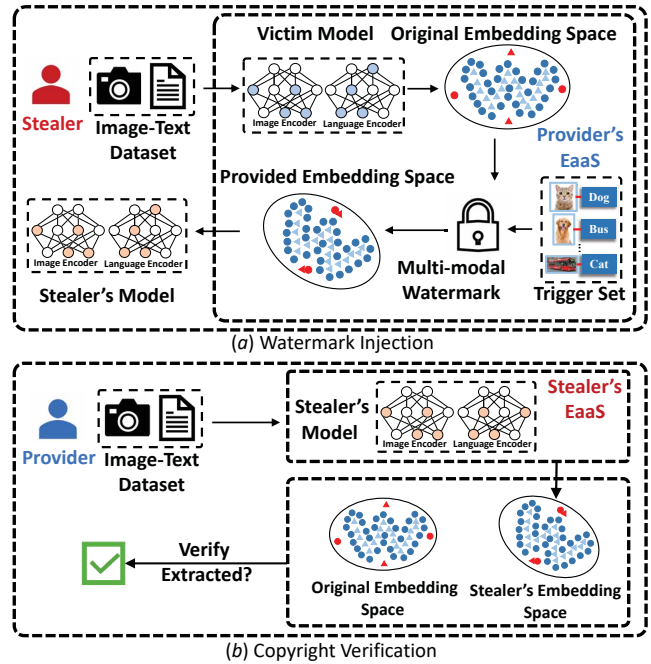 Victim Model
Original Embedding Space
Stealer
Image-Text
Dataset
Image Encoder
Language Encoder
Provider's
EaaS
Provided Embedding Space
Dog
Bus
Cat
Image Encoder
Language Encoder
Stealer's Model
Multi-modal
Watermark
Trigger Set
(a) Watermark Injection
Provider
Image-Text
Dataset
Stealer's
Model
Image Encoder
Language Encoder
Stealer's
EaaS
Verify
Extracted?
Original Embedding
Space
Stealer's Embedding
Space
(b) Copyright Verification